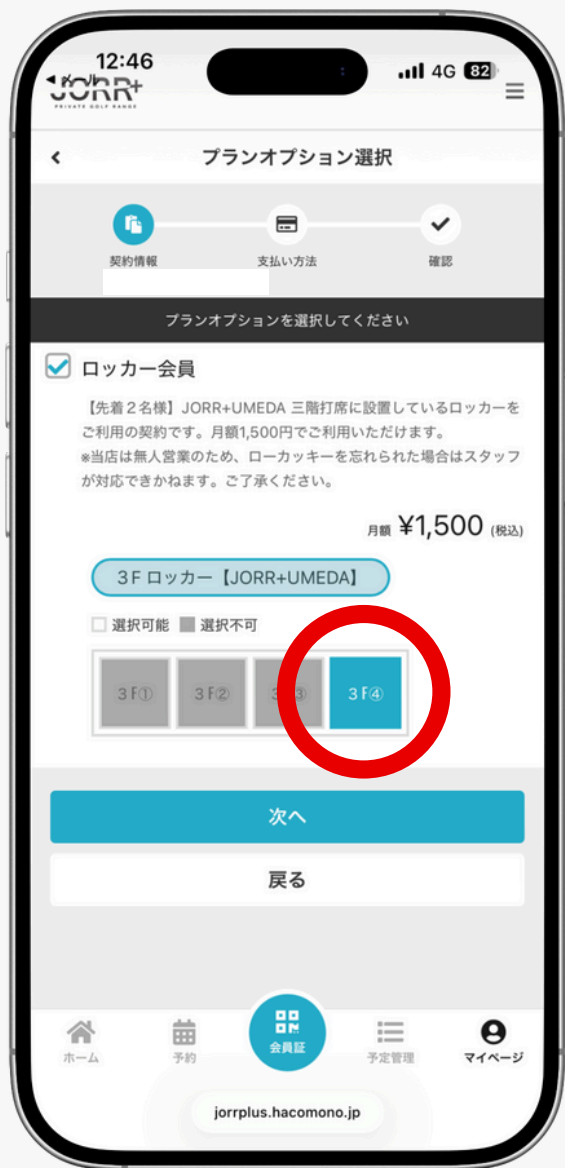 12:46
4G 82
JORR+
PRIVATE GOLF RANGE
プランオプション選択
契約情報
支払い方法
確認
プランオプションを選択してください
ロッカー会員
【先着２名様】JORR+UMEDA 三階打席に設置しているロッカーを
ご利用の契約です。月額1,500円でご利用いただけます。
※当店は無人営業のため、ローカッキーを忘れられた場合はスタッフ
が対応できかねます。ご了承ください。
月額 ¥1,500 (税込)
３F ロッカー【JORR+UMEDA】
選択可能 選択不可
３F① ３F② ３F③ ３F④
次へ
戻る
ホーム
予約
会員証
予定管理
マイページ
jorrplus.hacomono.jp